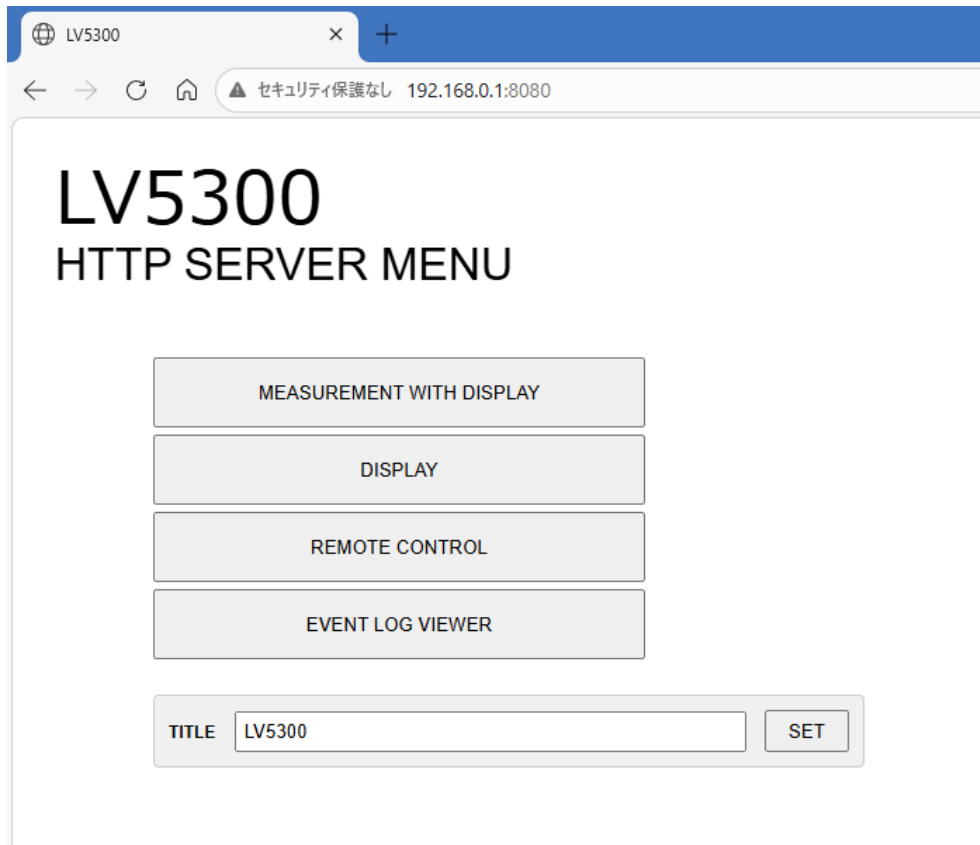 LV5300
セキュリティ保護なし 192.168.0.1:8080
LV5300
HTTP SERVER MENU
MEASUREMENT WITH DISPLAY
DISPLAY
REMOTE CONTROL
EVENT LOG VIEWER
TITLE LV5300 SET